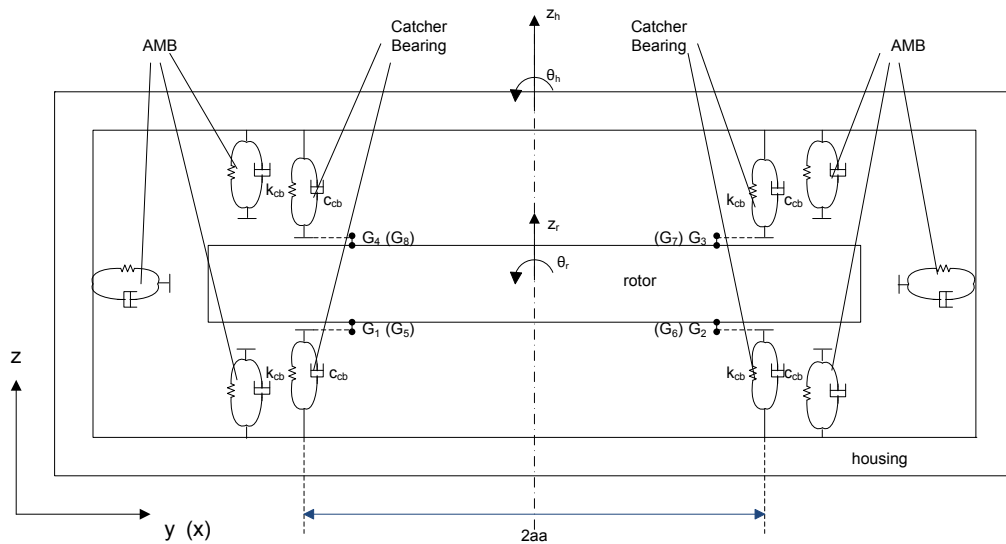 z_h
Catcher
Bearing
Catcher
Bearing
AMB
AMB
θ_h
k_cb
c_cb
k_cb
c_cb
z_r
G_4 (G_8)
(G_7) G_3
θ_r
rotor
G_1 (G_5)
(G_6) G_2
z
k_cb
c_cb
k_cb
c_cb
housing
y (x)
2aa